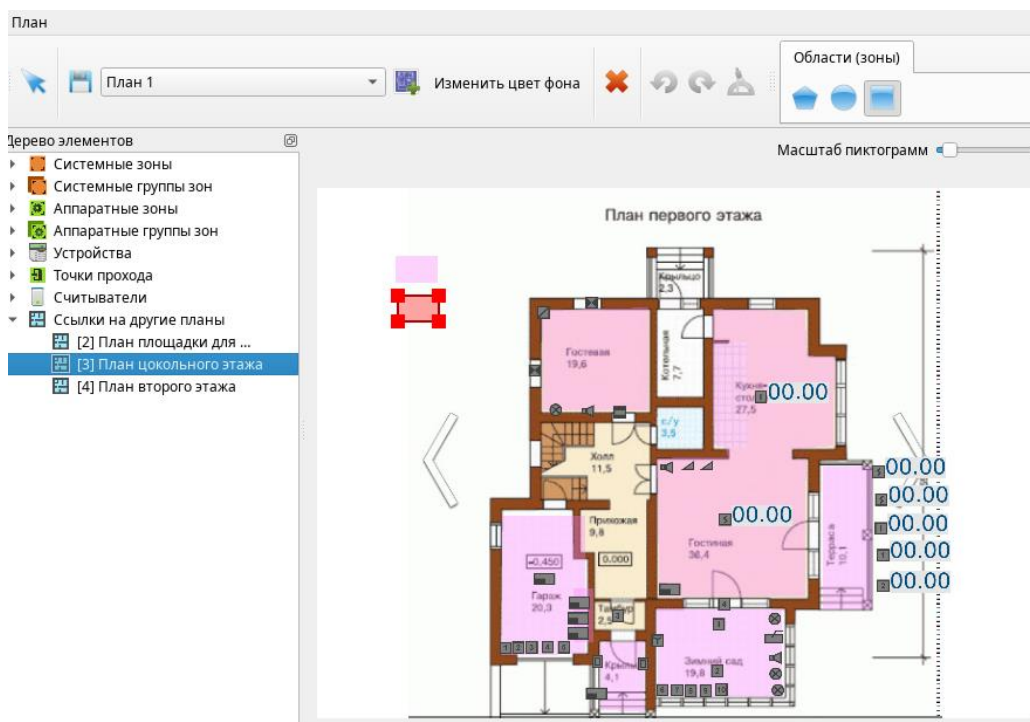 План
План 1
Изменить цвет фона
Области (зоны)
Дерево элементов
Масштаб пиктограмм
Системные зоны
Системные группы зон
Аппаратные зоны
Аппаратные группы зон
Устройства
Точки прохода
Считыватели
Ссылки на другие планы
[2] План площадки для ...
[3] План цокольного этажа
[4] План второго этажа
План первого этажа
Крыльцо
2,3
Гостевая
19,6
Котельная
7,7
27,5
00.00
с/у
3,5
Холл
11,5
00.00
00.00
00.00
00.00
00.00
00.00
Прихожая
9,8
Гостиная
36,4
Терраса
10,1
-0,450
0.000
Гараж
20,3
Тамбур
2,5
Зимний сад
19,8
4,1